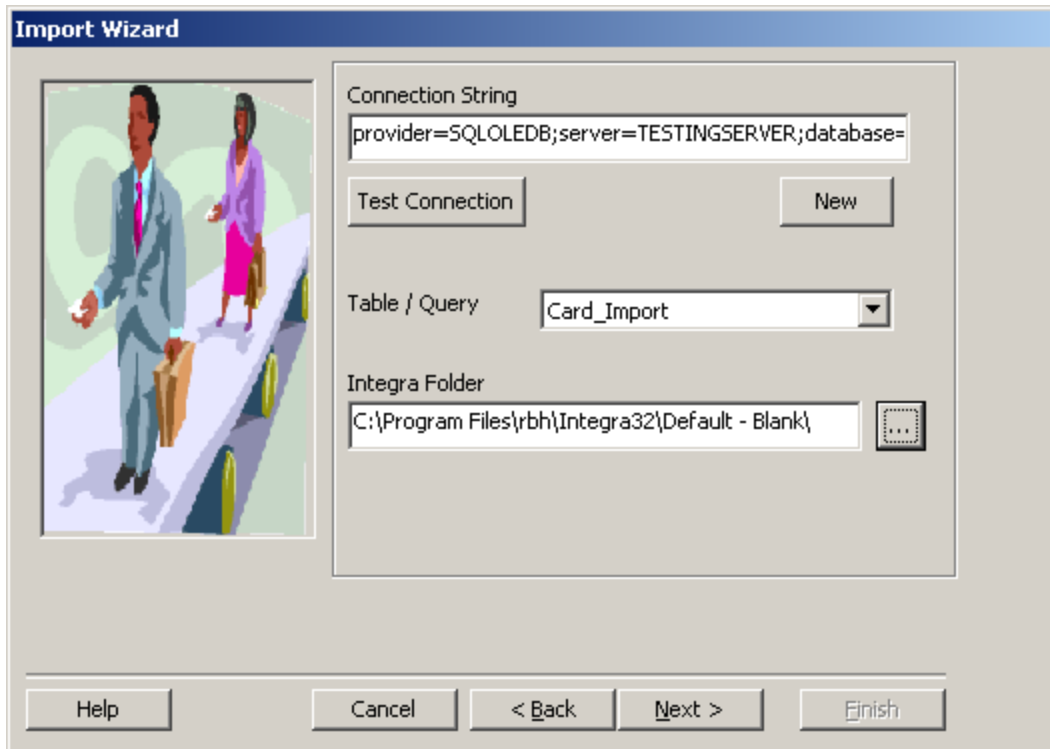 Import Wizard
Connection String
provider=SQLOLEDB;server=TESTINGSERVER;database=
Test Connection
New
Table / Query
Card_Import
Integra Folder
C:\Program Files\rbh\Integra32\Default - Blank\
...
Help
Cancel
< Back
Next >
Finish